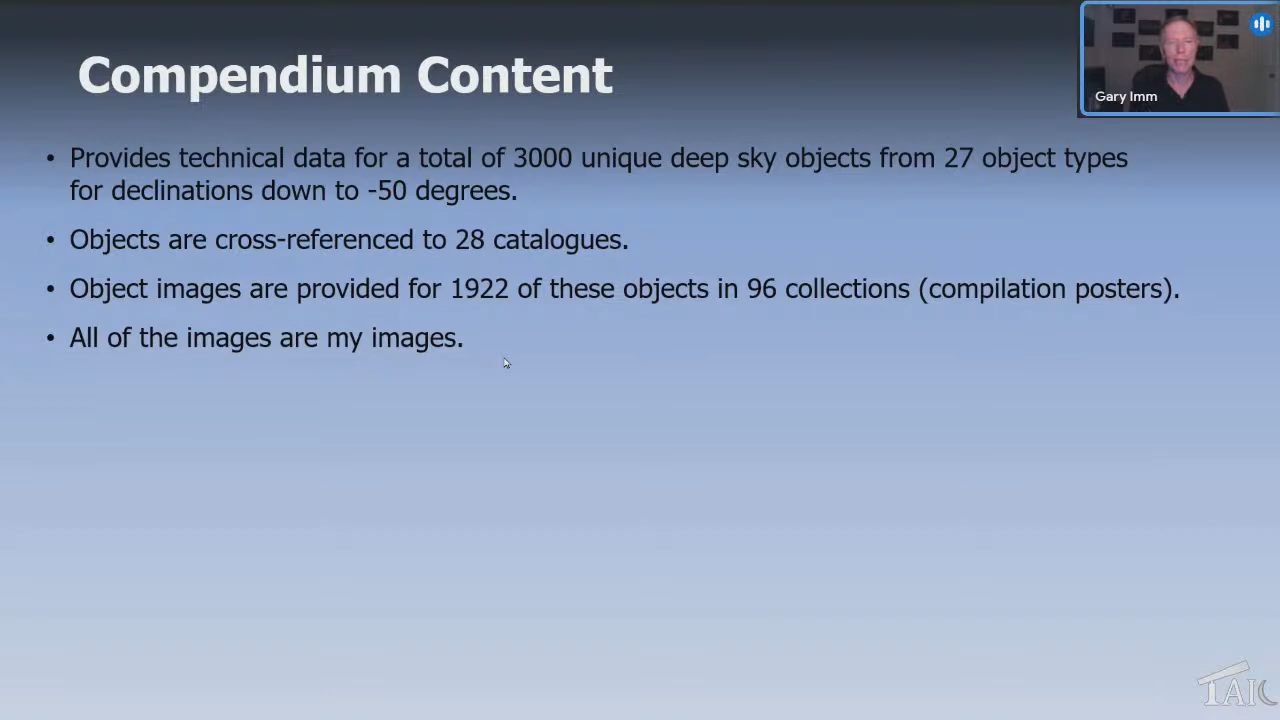 Compendium Content
Gary Imm
• Provides technical data for a total of 3000 unique deep sky objects from 27 object types
for declinations down to -50 degrees.
• Objects are cross-referenced to 28 catalogues.
• Object images are provided for 1922 of these objects in 96 collections (compilation posters).
• All of the images are my images.
TAIC